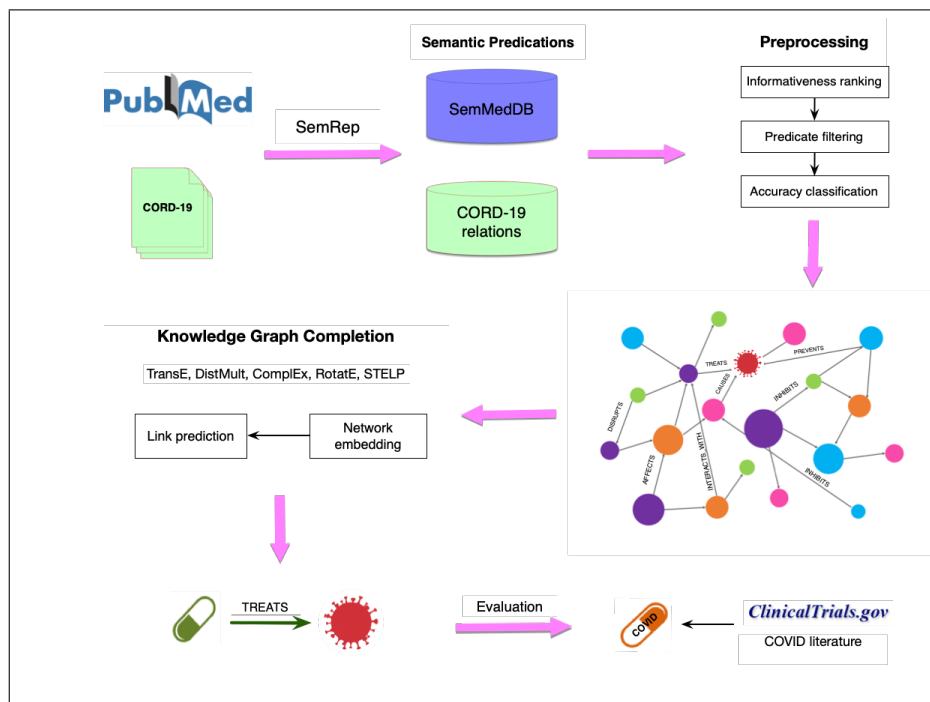 Semantic Predications
Preprocessing
PubMed
SemRep
SemMedDB
Informativeness ranking
Predicate filtering
Accuracy classification
CORD-19
CORD-19
relations
Knowledge Graph Completion
TransE, DistMult, ComplEx, RotatE, STELP
Link prediction
Network
embedding
TREATS
PREVENTS
CAUSES
INHIBITS
DISRUPTS
INTERACTS WITH
AFFECTS
INHIBITS
TREATS
Evaluation
COVID
ClinicalTrials.gov
COVID literature